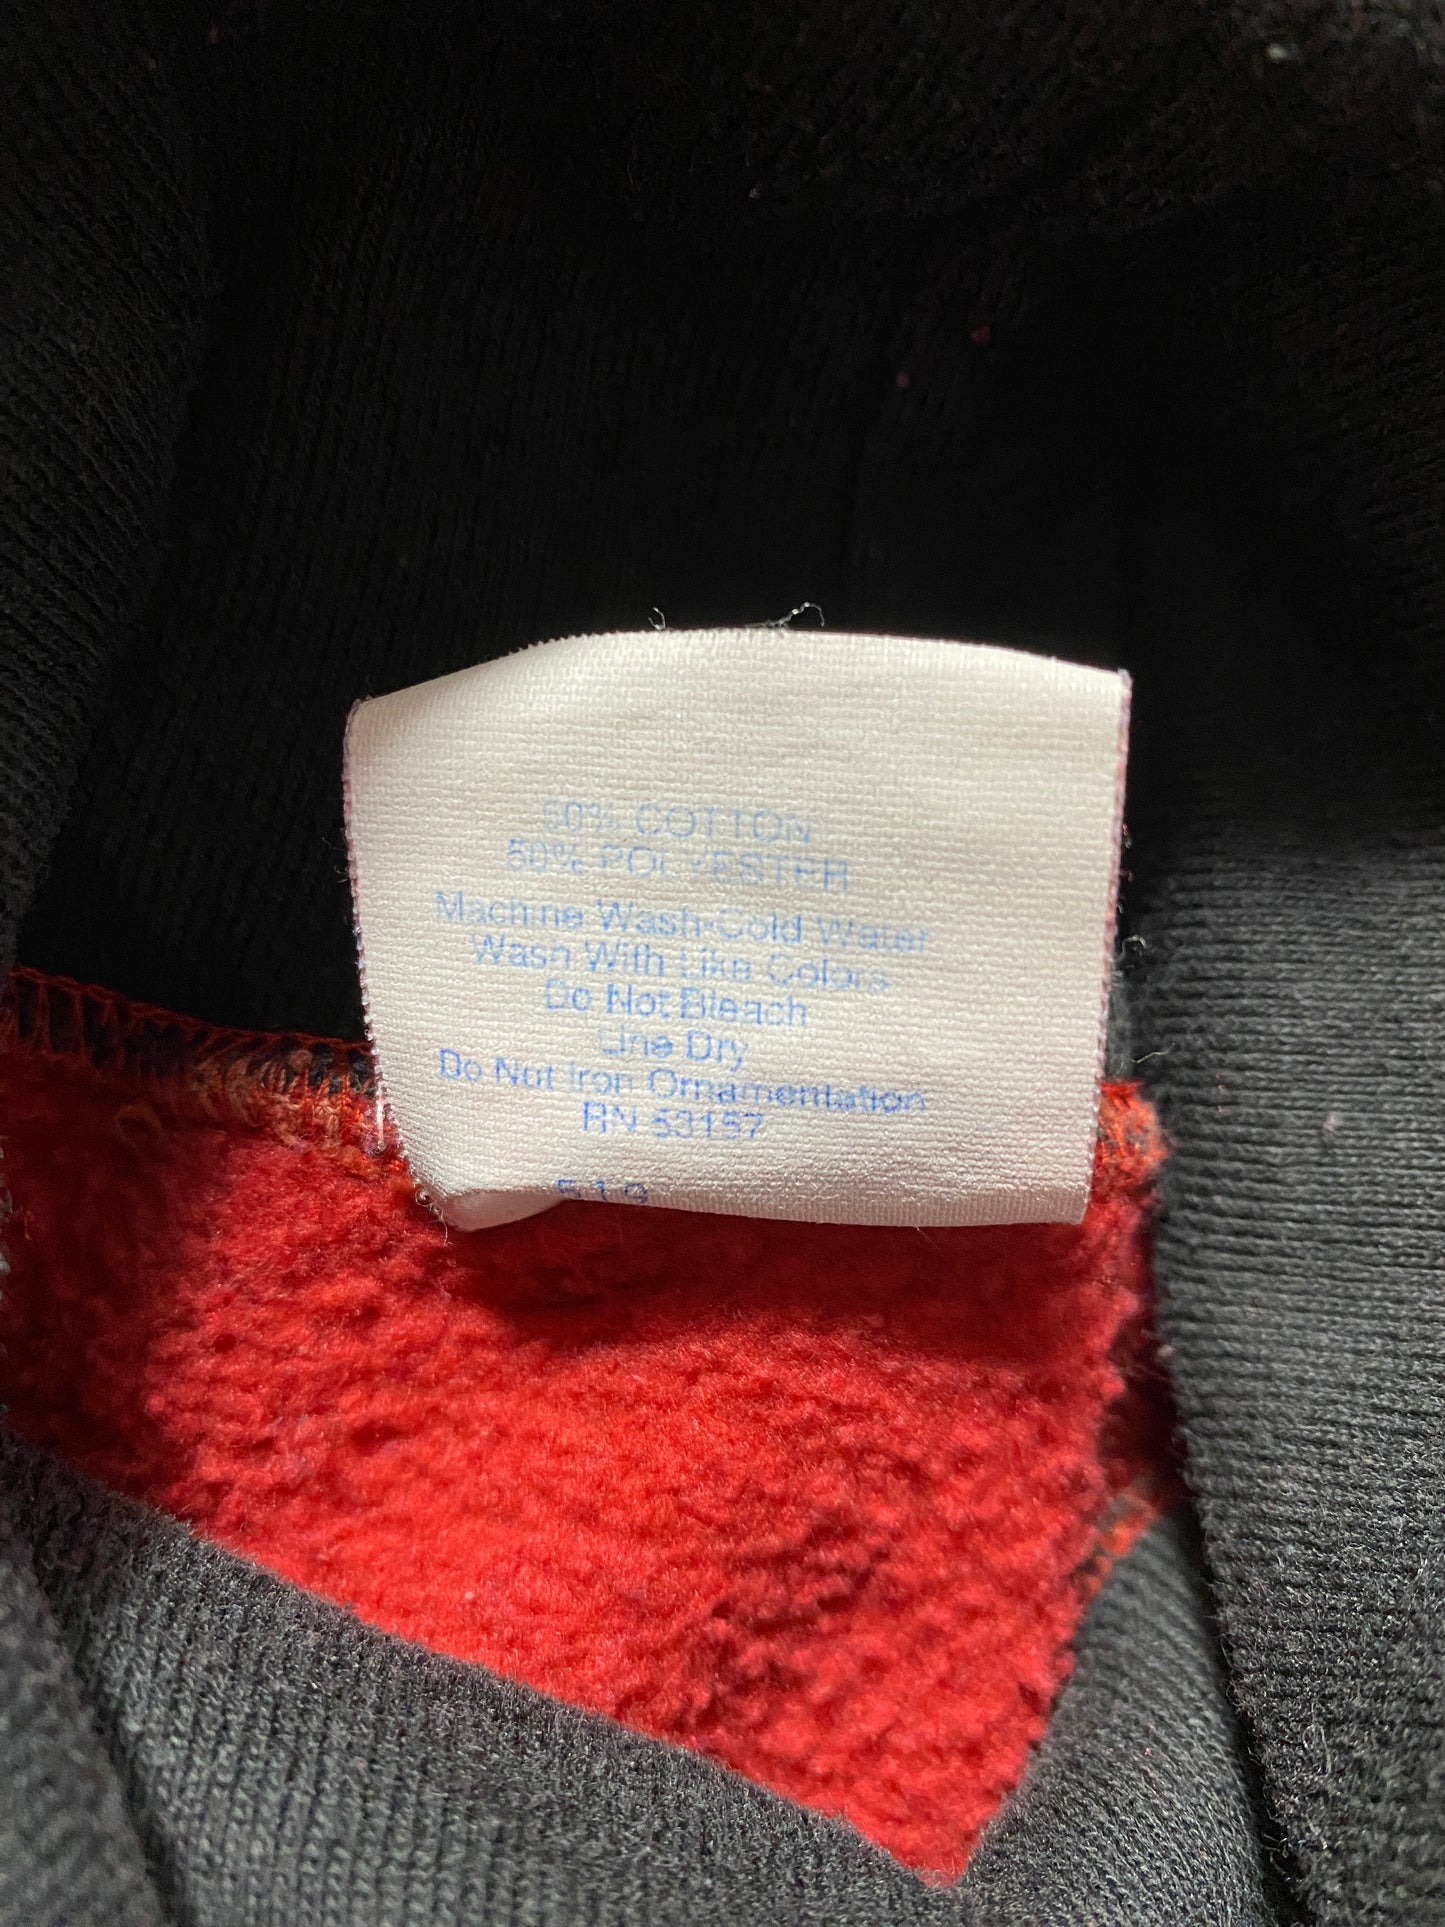 50% COTTON
50% POLYESTER
Machine Wash-Cold Water
Wash With Like Colors
Do Not Bleach
Line Dry
Do Not Iron Ornamentation
RN 53157
519